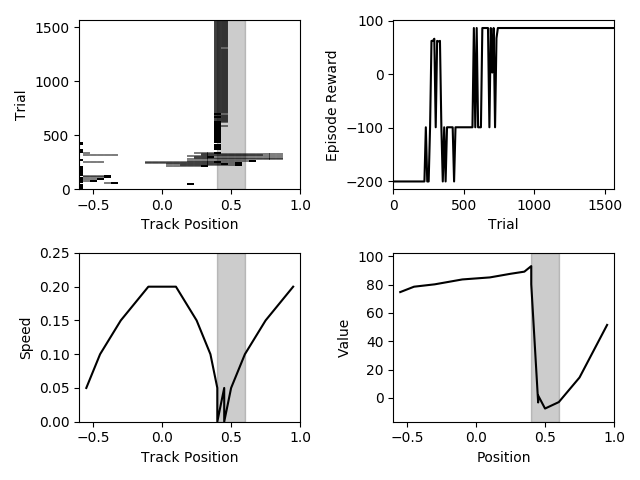 1500
1000
500
0
Trial
−0.5 0.0 0.5 1.0
Track Position
100
0
−100
−200
Episode Reward
0 500 1000 1500
Trial
0.25
0.20
0.15
0.10
0.05
0.00
Speed
−0.5 0.0 0.5 1.0
Track Position
100
80
60
40
20
0
Value
−0.5 0.0 0.5 1.0
Position